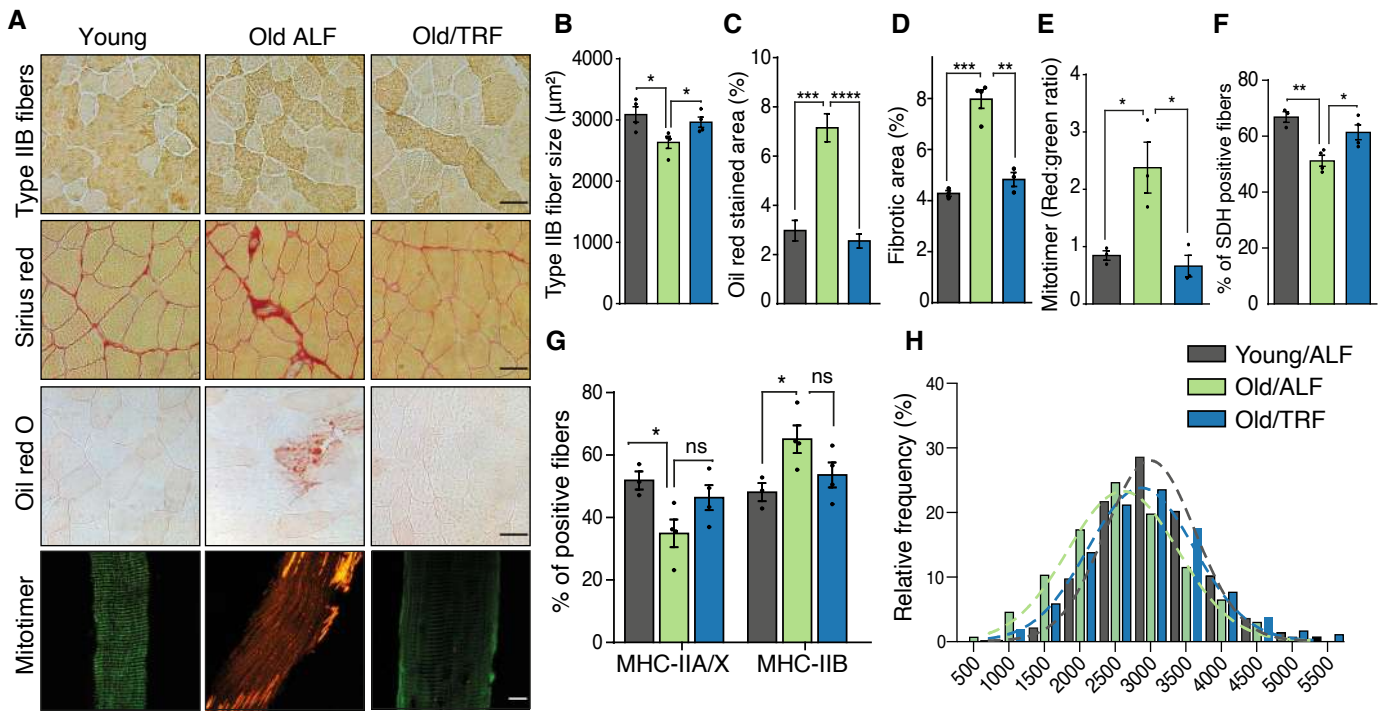 A
Young
Old ALF
Old/TRF
Type IIB fibers
Sirius red
Oil red O
Mitotimer
B
Type IIB fiber size (µm²)
4000
3000
2000
1000
0
*
*
C
Oil red stained area (%)
10
8
6
4
2
0
***
****
D
Fibrotic area (%)
8
6
4
2
0
***
**
E
Mitotimer (Red:green ratio)
4
3
2
1
0
*
*
F
% of SDH positive fibers
80
60
40
20
0
**
*
G
% of positive fibers
80
60
40
20
0
*
ns
*
ns
MHC-IIA/X
MHC-IIB
H
Young/ALF
Old/ALF
Old/TRF
Relative frequency (%)
40
30
20
10
0
500
1000
1500
2000
2500
3000
3500
4000
4500
5000
5500